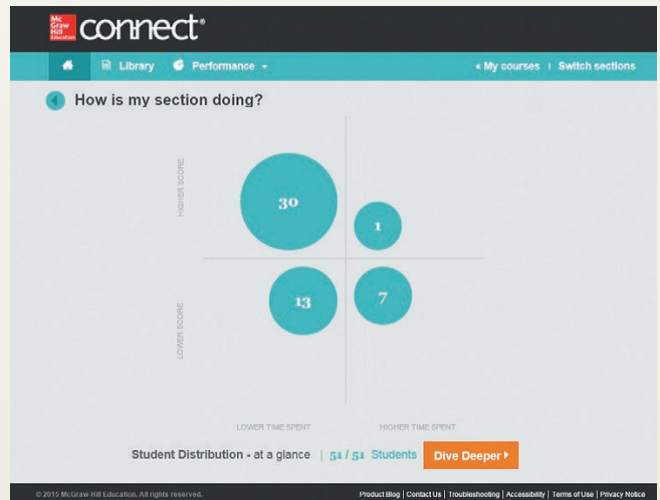 Mc
Graw
Hill
Education
connect®
Library Performance
« My courses | Switch sections
How is my section doing?
HIGHER SCORE
30
1
13
7
LOWER SCORE
LOWER TIME SPENT HIGHER TIME SPENT
Student Distribution - at a glance | 51 / 51 Students Dive Deeper
© 2015 McGraw Hill Education. All rights reserved. Product Blog | Contact Us | Troubleshooting | Accessibility | Terms of Use | Privacy Notice